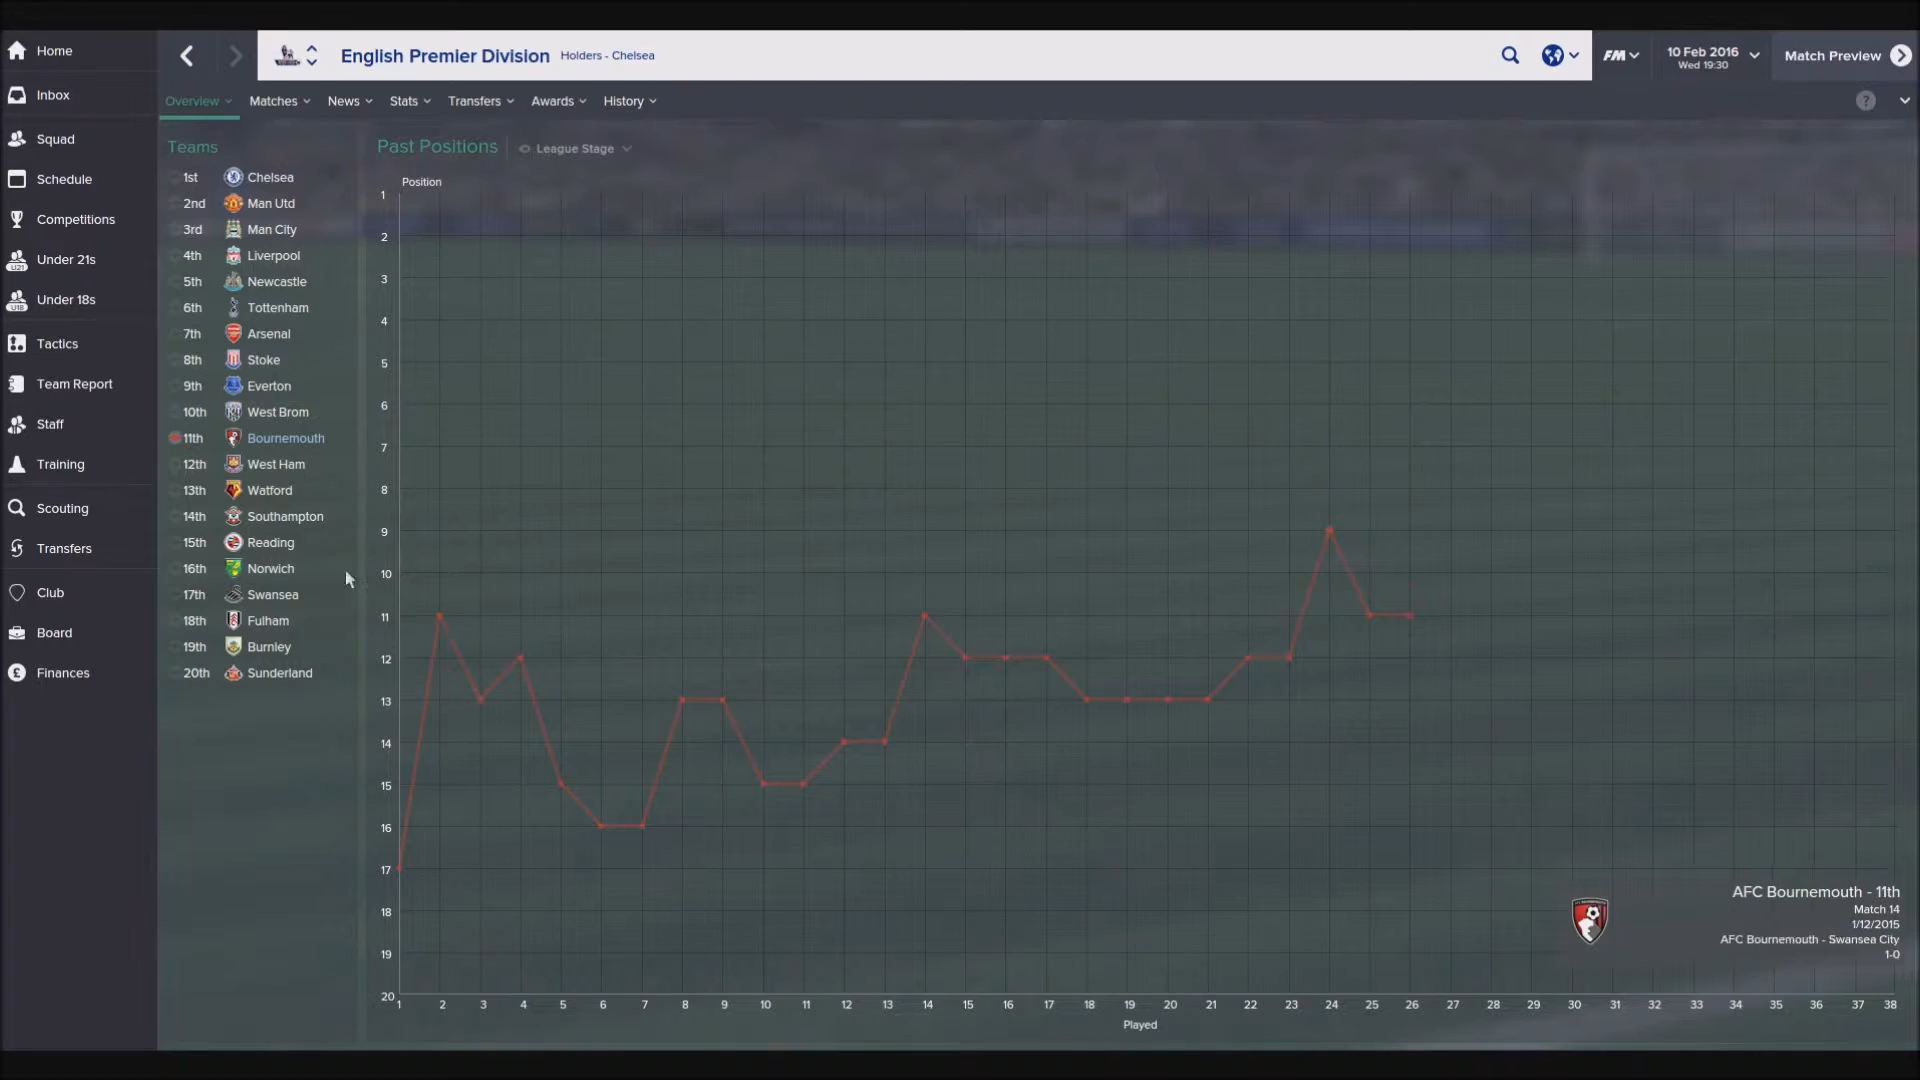 Home
Inbox
Squad
Schedule
Competitions
U21
Under 21s
U18
Under 18s
Tactics
Team Report
Staff
Training
Scouting
Transfers
Club
Board
Finances
English Premier Division Holders - Chelsea
FM
10 Feb 2016
Wed 19:30
Match Preview
Overview Matches News Stats Transfers Awards History
?
Teams
1st Chelsea
2nd Man Utd
3rd Man City
4th Liverpool
5th Newcastle
6th Tottenham
7th Arsenal
8th Stoke
9th Everton
10th West Brom
11th Bournemouth
12th West Ham
13th Watford
14th Southampton
15th Reading
16th Norwich
17th Swansea
18th Fulham
19th Burnley
20th Sunderland
Past Positions League Stage
Position
1
2
3
4
5
6
7
8
9
10
11
12
13
14
15
16
17
18
19
20
1 2 3 4 5 6 7 8 9 10 11 12 13 14 15 16 17 18 19 20 21 22 23 24 25 26 27 28 29 30 31 32 33 34 35 36 37 38
Played
AFC Bournemouth - 11th
Match 14
1/12/2015
AFC Bournemouth - Swansea City
1-0